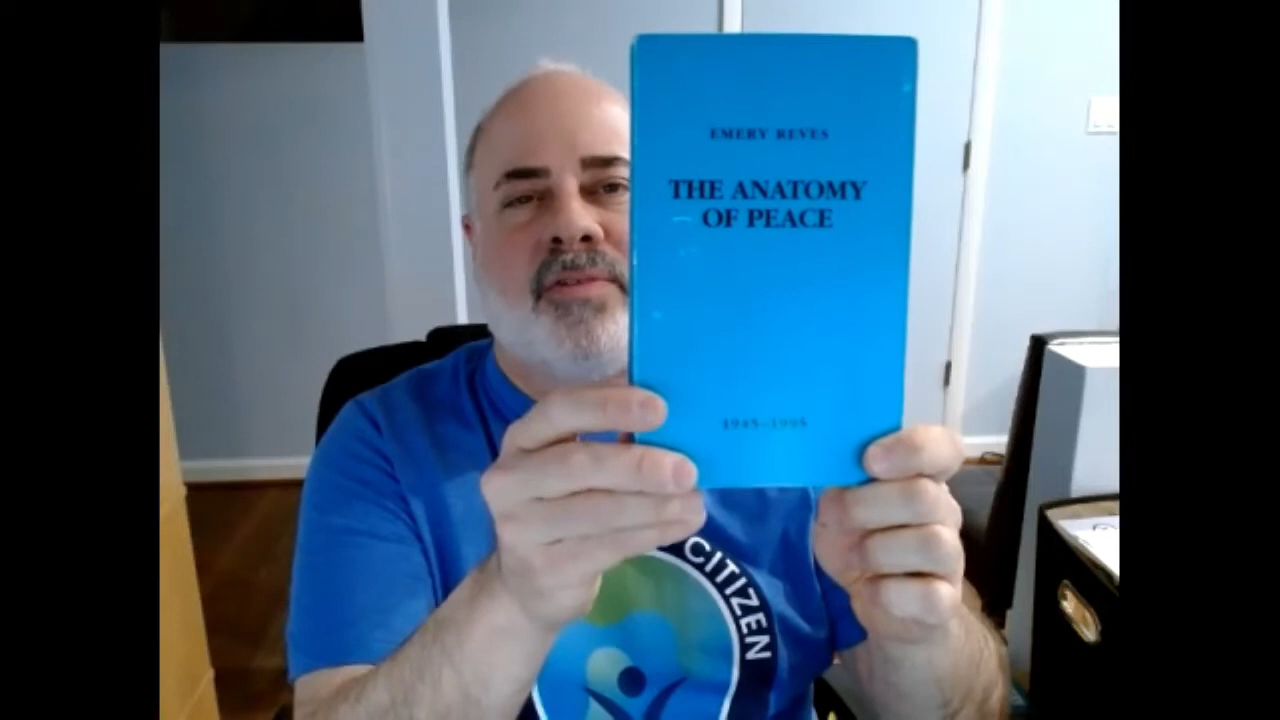 EMERY REVES
THE ANATOMY
OF PEACE
1945–1995
CITIZEN